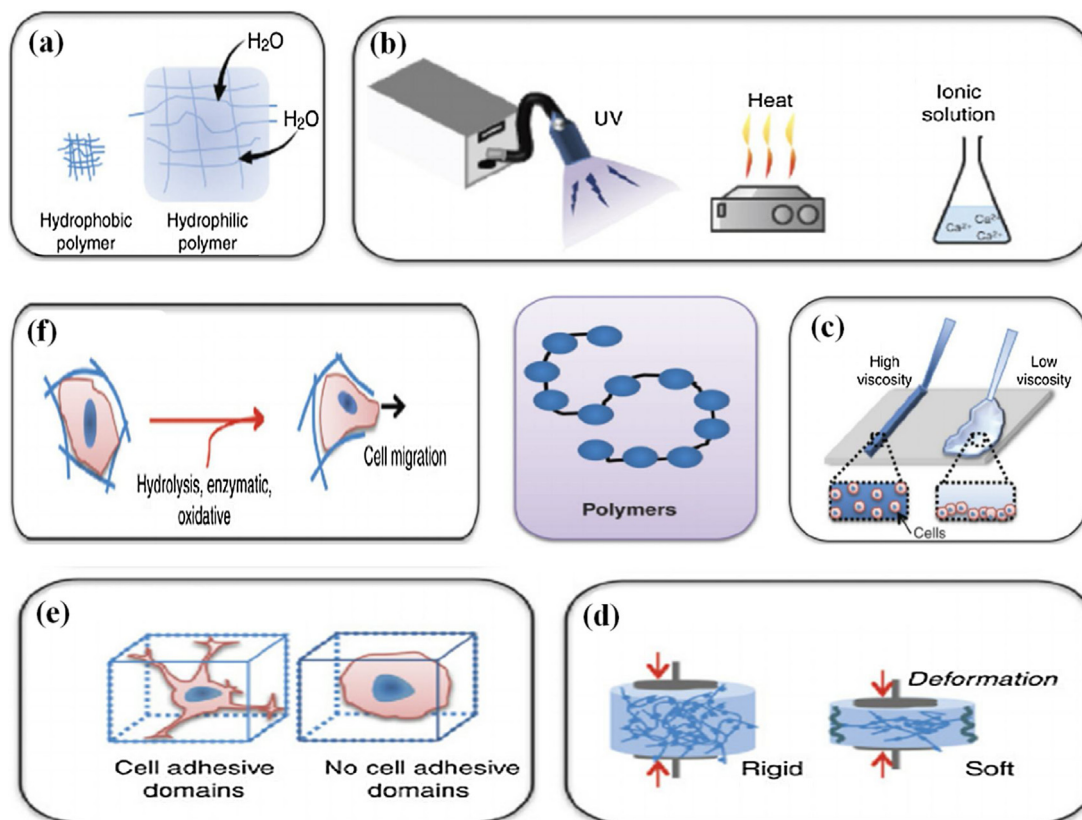 (a)
H₂O
H₂O
Hydrophobic
polymer
Hydrophilic
polymer
(b)
UV
Heat
Ionic
solution
Ca²⁺
Ca²⁺
Ca²⁺
(f)
Hydrolysis, enzymatic,
oxidative
Cell migration
Polymers
(c)
High
viscosity
Low
viscosity
Cells
(e)
Cell adhesive
domains
No cell adhesive
domains
(d)
Deformation
Rigid
Soft